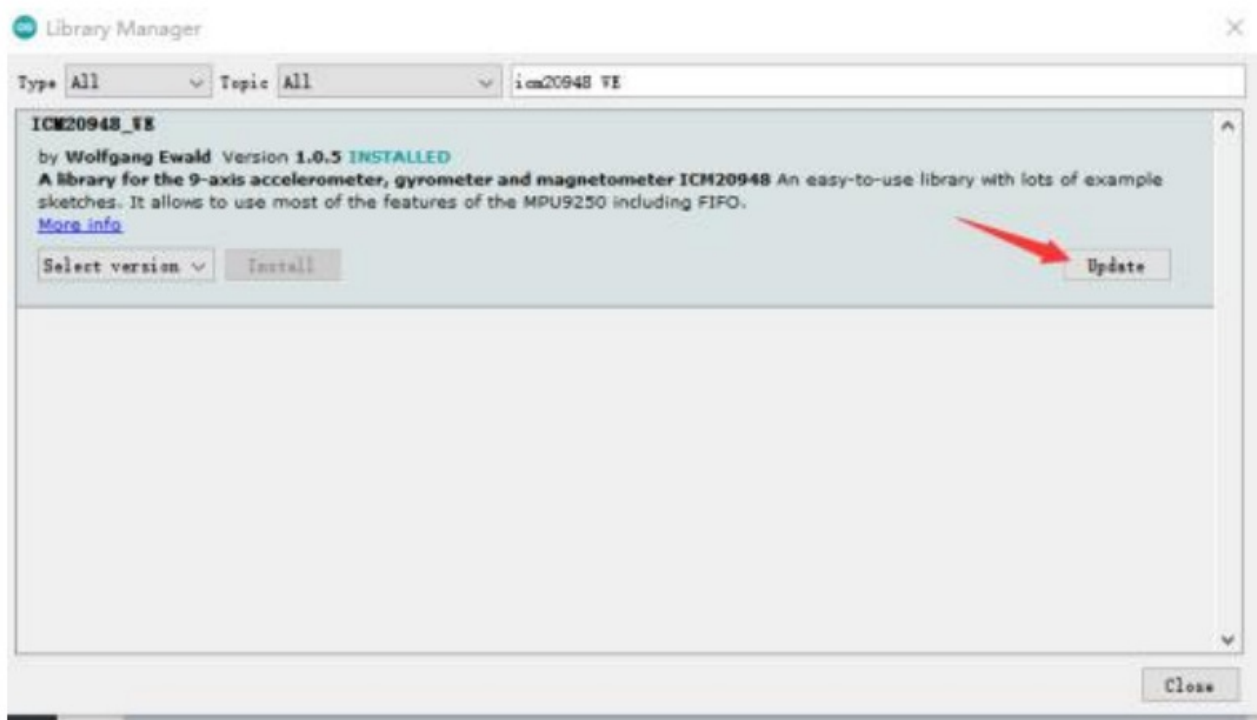 Library Manager
Type All Topic All icm20948 WE
ICM20948_WE
by Wolfgang Ewald Version 1.0.5 INSTALLED
A library for the 9-axis accelerometer, gyrometer and magnetometer ICM20948 An easy-to-use library with lots of example
sketches. It allows to use most of the features of the MPU9250 including FIFO.
More info
Select version Install Update
Close